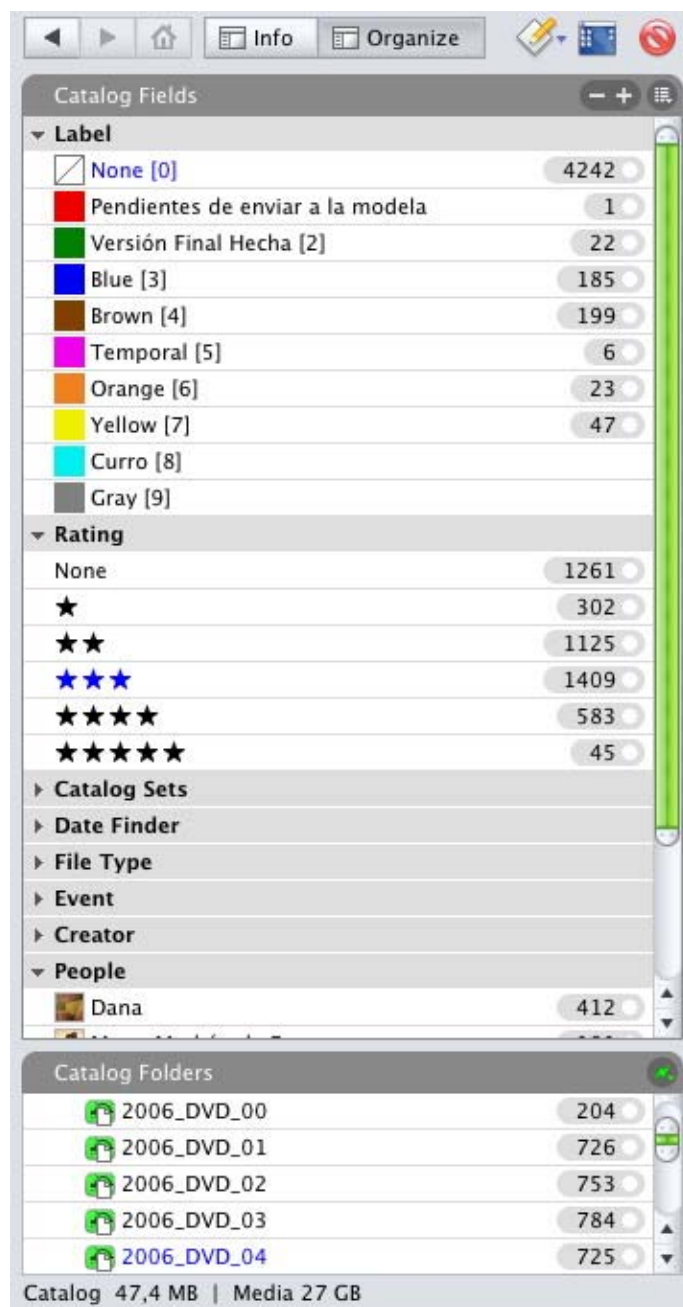 Info Organize
Catalog Fields
Label
None [0] 4242
Pendientes de enviar a la modela 1
Versión Final Hecha [2] 22
Blue [3] 185
Brown [4] 199
Temporal [5] 6
Orange [6] 23
Yellow [7] 47
Curro [8]
Gray [9]
Rating
None 1261
★ 302
★★ 1125
★★★ 1409
★★★★ 583
★★★★★ 45
Catalog Sets
Date Finder
File Type
Event
Creator
People
Dana 412
Catalog Folders
2006_DVD_00 204
2006_DVD_01 726
2006_DVD_02 753
2006_DVD_03 784
2006_DVD_04 725
Catalog 47,4 MB | Media 27 GB